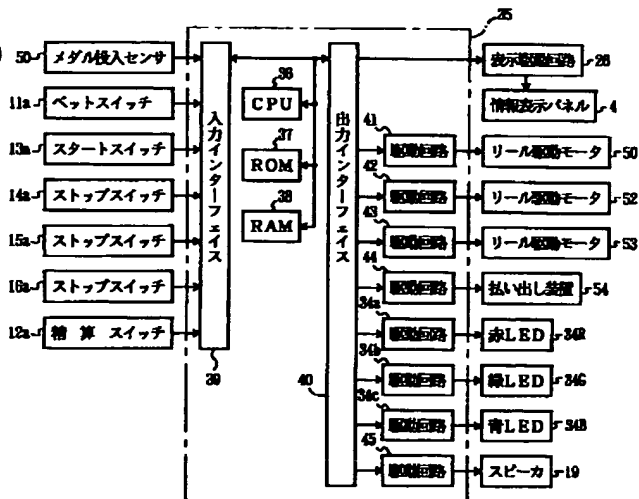 25
50 メダル投入センサ
11a ベットスイッチ
13a スタートスイッチ
14a ストップスイッチ
15a ストップスイッチ
16a ストップスイッチ
12a 精算 スイッチ
入力インターフェイス
39
36
CPU
37
ROM
38
RAM
出力インターフェイス
40
表示駆動回路 26
情報表示パネル 4
41
駆動回路 リール駆動モータ 50
42
駆動回路 リール駆動モータ 52
43
駆動回路 リール駆動モータ 53
44
駆動回路 払い出し装置 54
34a
駆動回路 赤LED 34R
34b
駆動回路 緑LED 34G
34c
駆動回路 青LED 34B
45
駆動回路 スピーカ 19